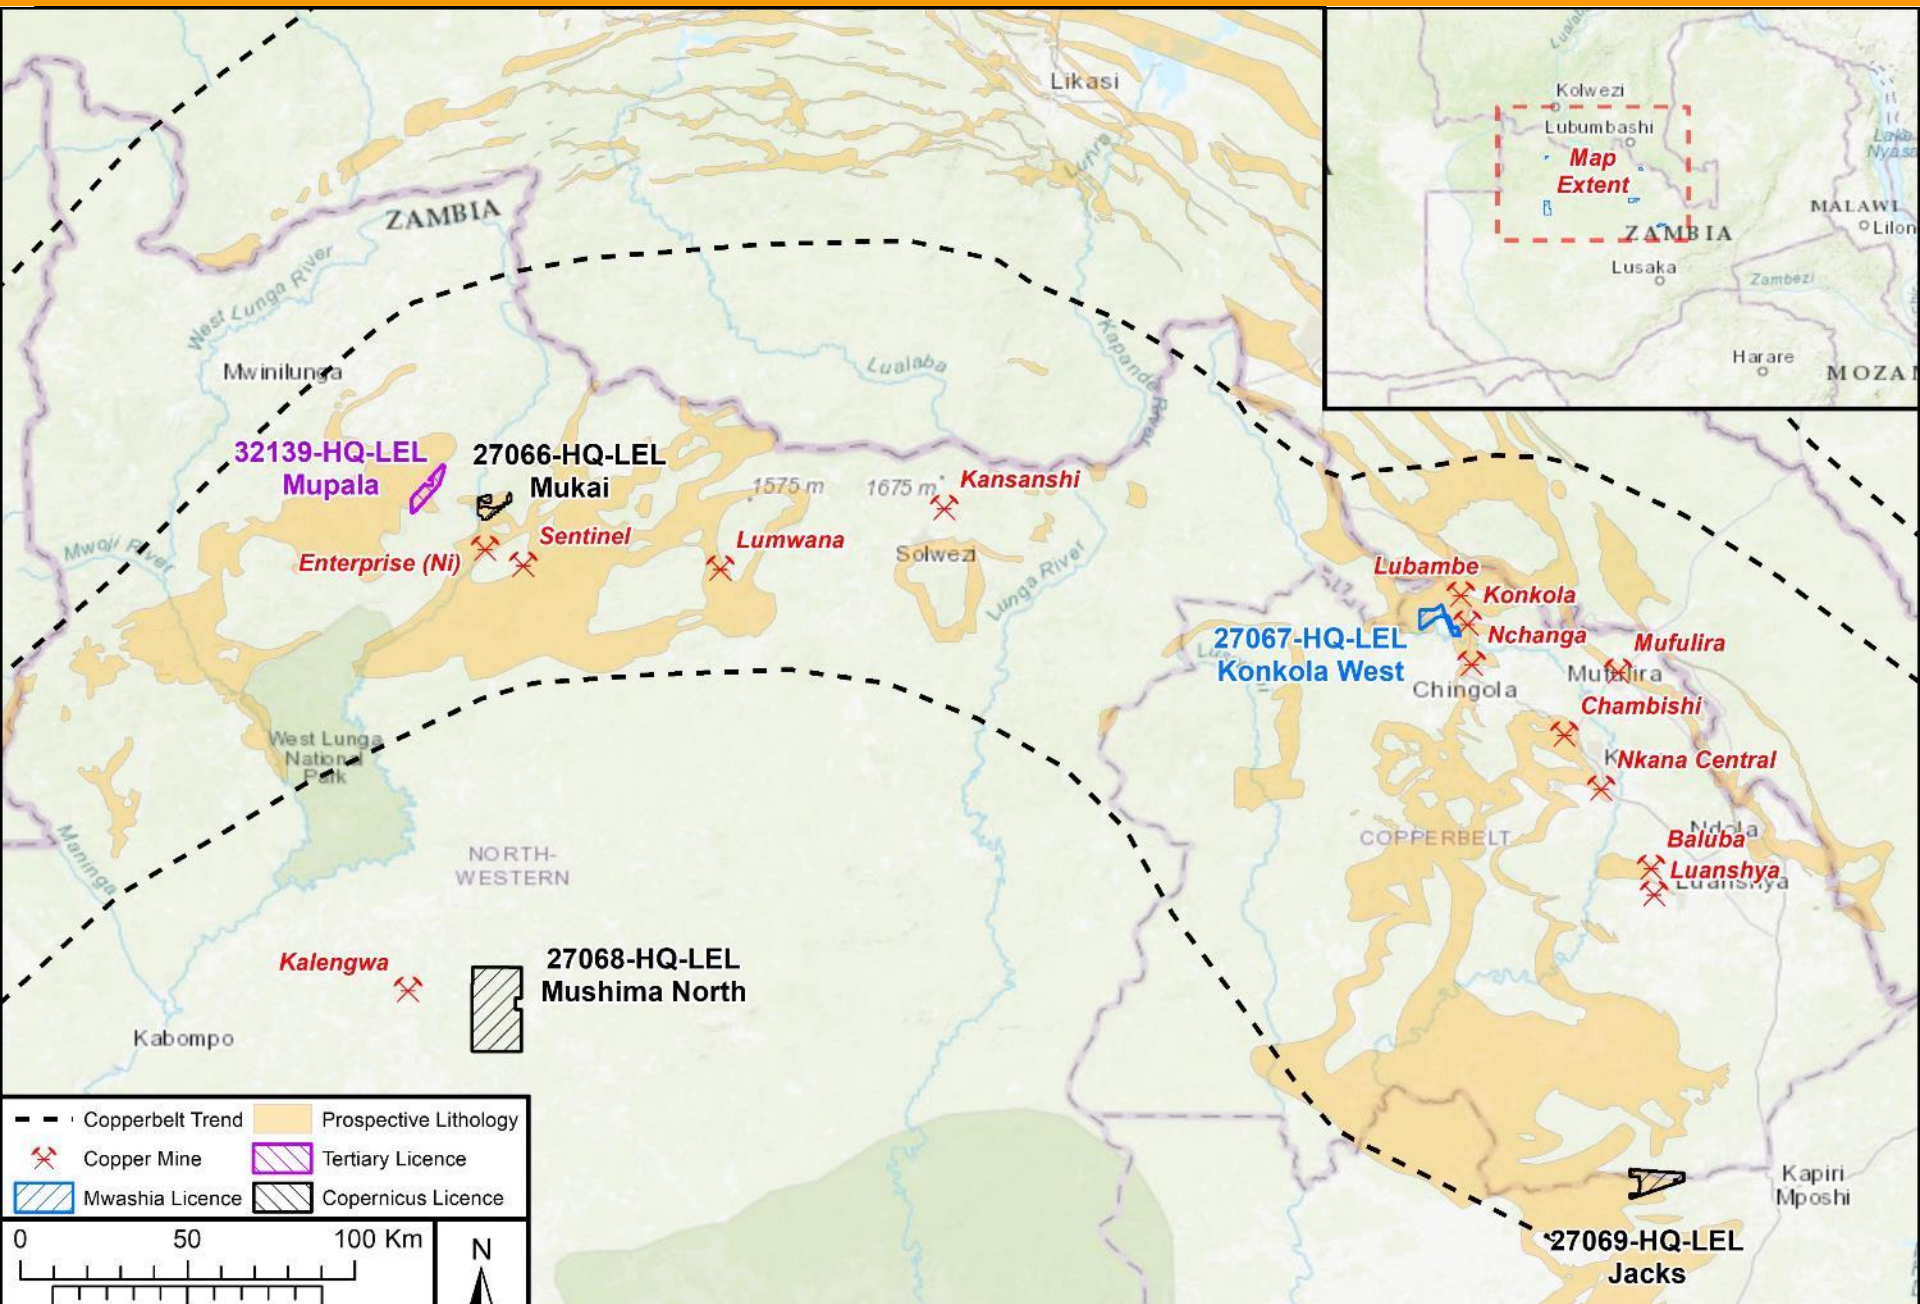 Likasi
Lufira
ZAMBIA
West Lunga River
Mwinilunga
Lualaba
Kapande River
32139-HQ-LEL
Mupala
27066-HQ-LEL
Mukai
1575 m
1675 m
Kansanshi
Mwoji River
Enterprise (Ni)
Sentinel
Lumwana
Solwezi
Lunga River
Lubambe
Konkola
27067-HQ-LEL
Konkola West
Nchanga
Mufulira
Mufulira
Chingola
Chambishi
Nkana Central
West Lunga
National
Park
Maninga
NORTH-
WESTERN
COPPERBELT
Ndola
Baluba
Luanshya
Luanshya
Kalengwa
27068-HQ-LEL
Mushima North
Kabompo
Kapiri
Mposhi
27069-HQ-LEL
Jacks
Kolwezi
Lubumbashi
Map
Extent
ZAMBIA
Lusaka
MALAWI
Lilon
Lake
Nyasa
Zambezi
Harare
MOZA
Copperbelt Trend
Prospective Lithology
Copper Mine
Tertiary Licence
Mwashia Licence
Copernicus Licence
0 50 100 Km
N